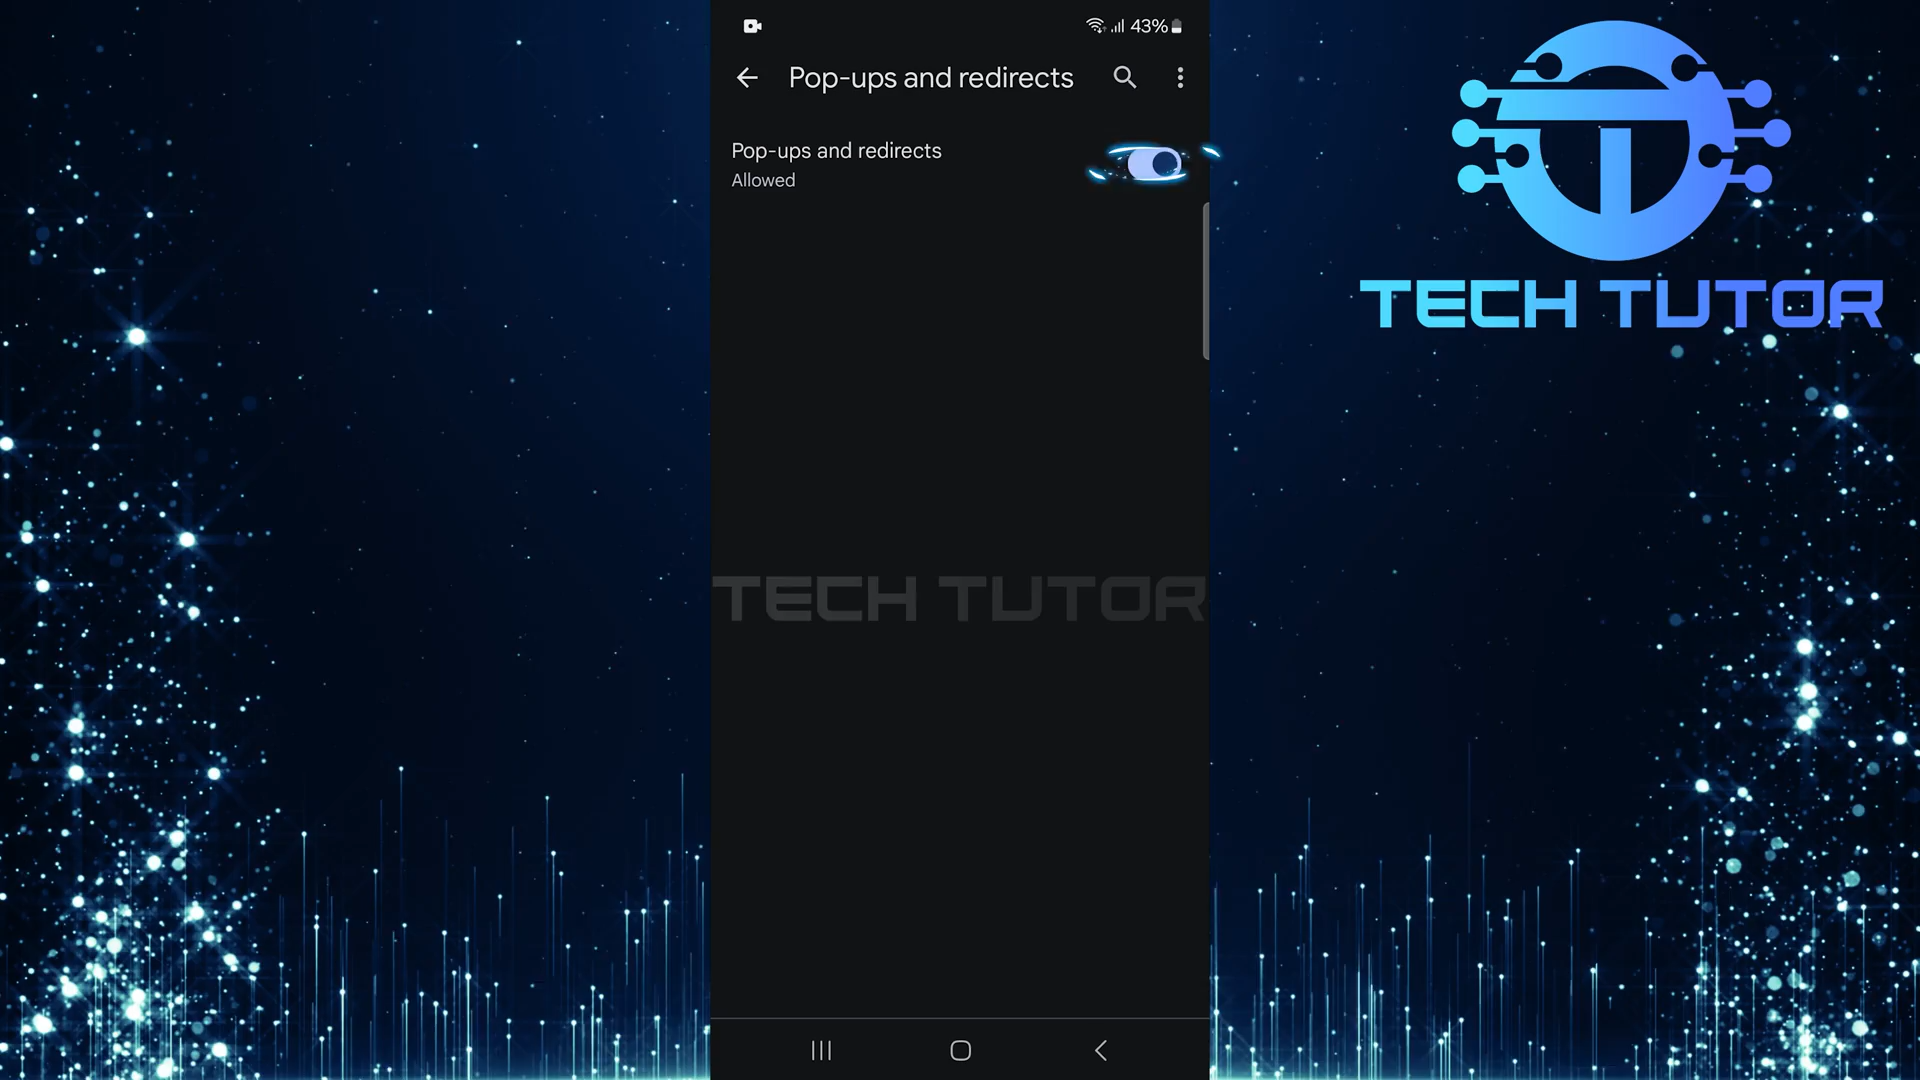 43%
Pop-ups and redirects
Pop-ups and redirects
Allowed
TECH TUTOR
TECH TUTOR